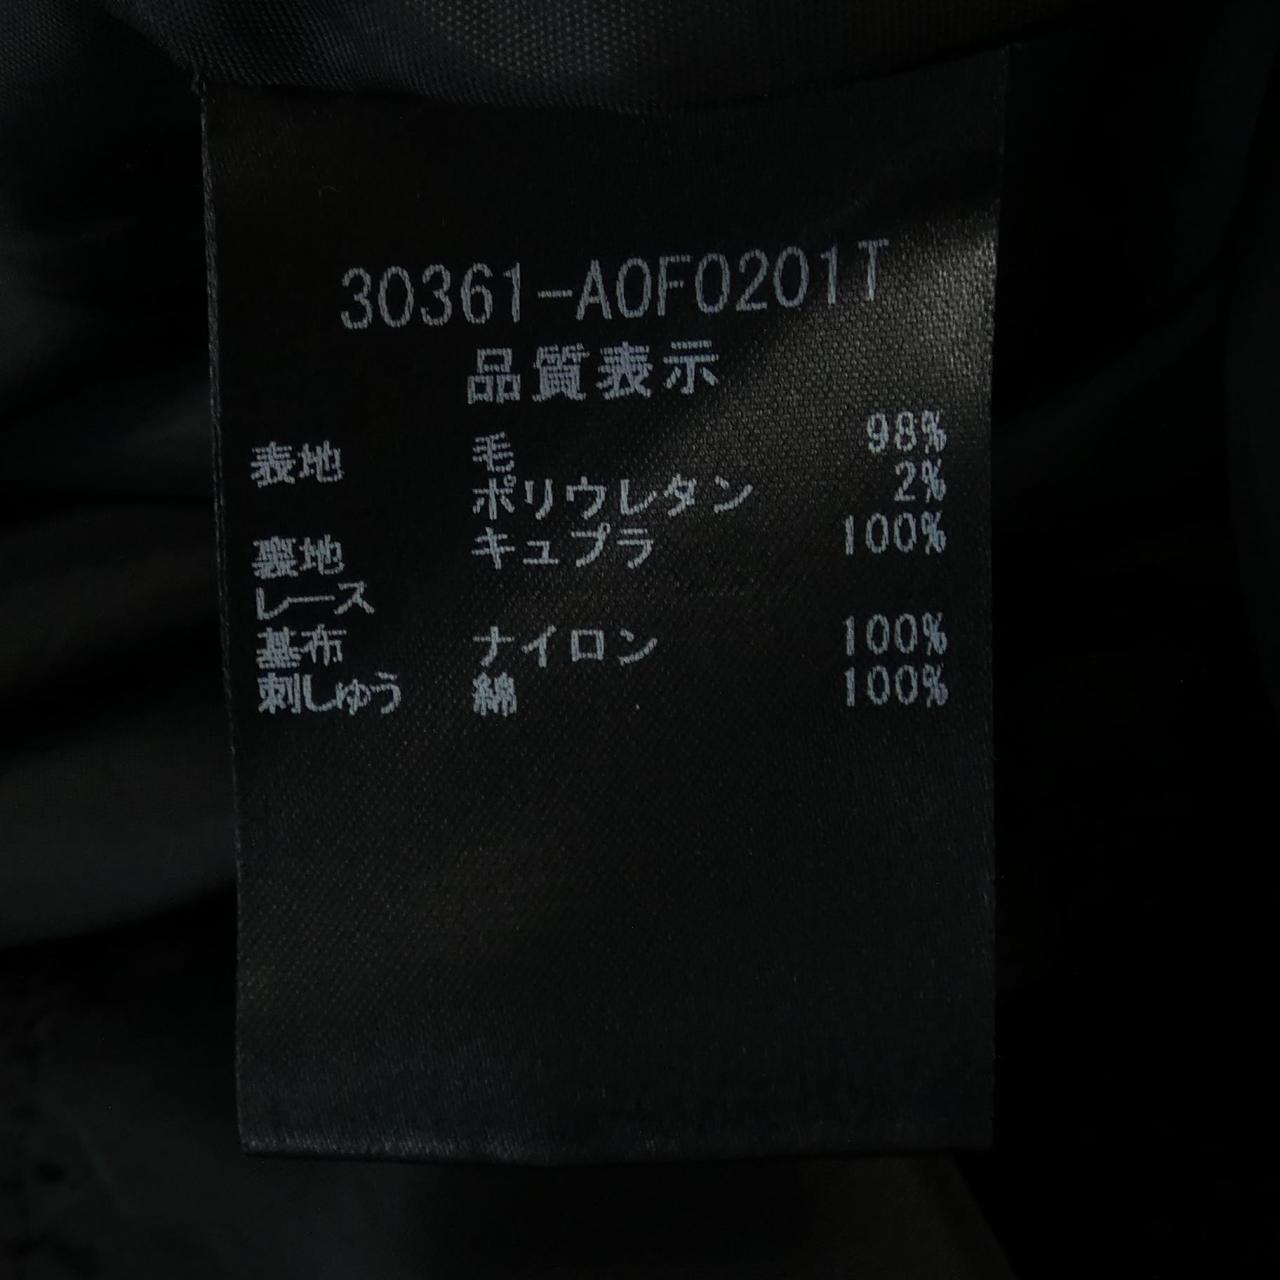 30361-A0F0201T
品質表示
表地 毛 98%
ポリウレタン 2%
裏地 キュプラ 100%
レース
基布 ナイロン 100%
刺しゅう 綿 100%